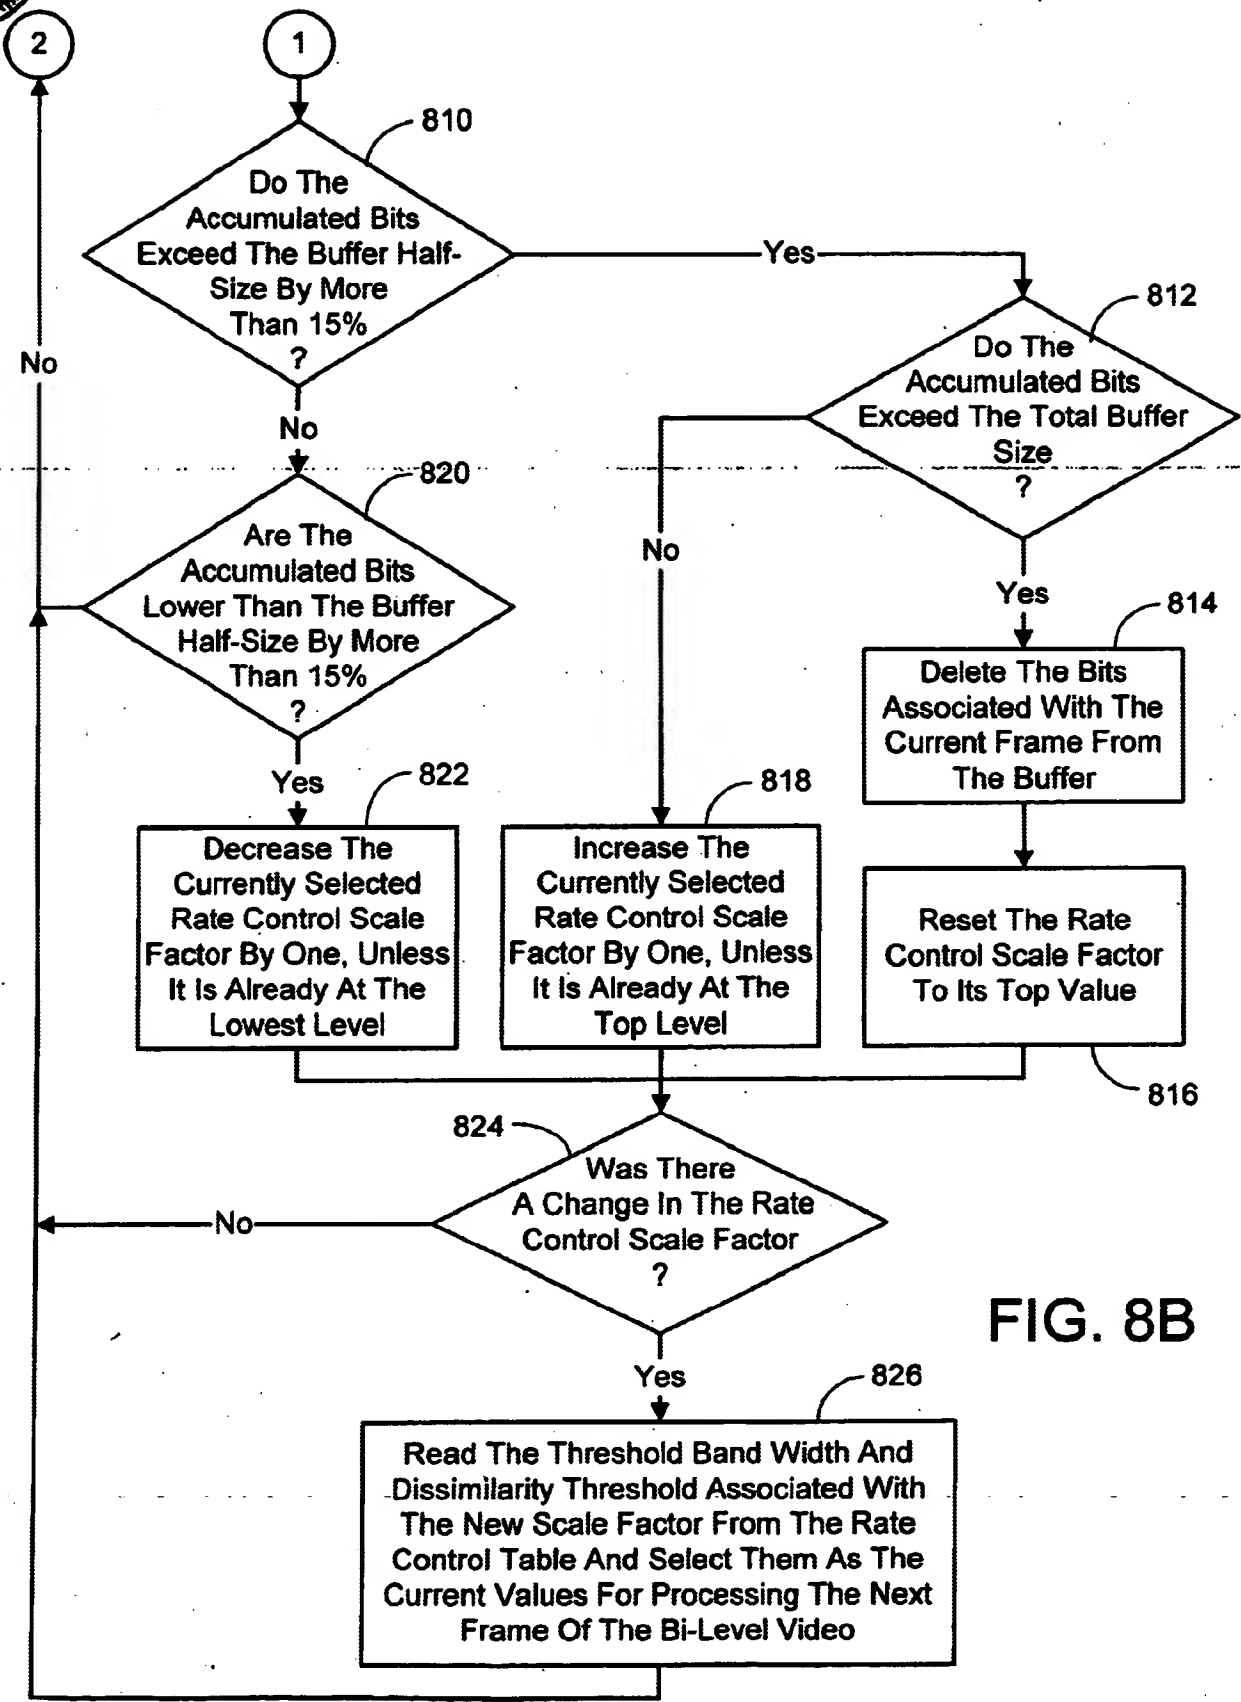 2
1
810
Do The
Accumulated Bits
Exceed The Buffer Half-
Size By More
Than 15%
?
Yes
812
Do The
Accumulated Bits
Exceed The Total Buffer
Size
?
No
No
820
Are The
Accumulated Bits
Lower Than The Buffer
Half-Size By More
Than 15%
?
No
Yes
814
Delete The Bits
Associated With The
Current Frame From
The Buffer
Yes
822
Decrease The
Currently Selected
Rate Control Scale
Factor By One, Unless
It Is Already At The
Lowest Level
818
Increase The
Currently Selected
Rate Control Scale
Factor By One, Unless
It Is Already At The
Top Level
Reset The Rate
Control Scale Factor
To Its Top Value
816
824
Was There
A Change In The Rate
Control Scale Factor
?
No
FIG. 8B
Yes
826
Read The Threshold Band Width And
Dissimilarity Threshold Associated With
The New Scale Factor From The Rate
Control Table And Select Them As The
Current Values For Processing The Next
Frame Of The Bi-Level Video